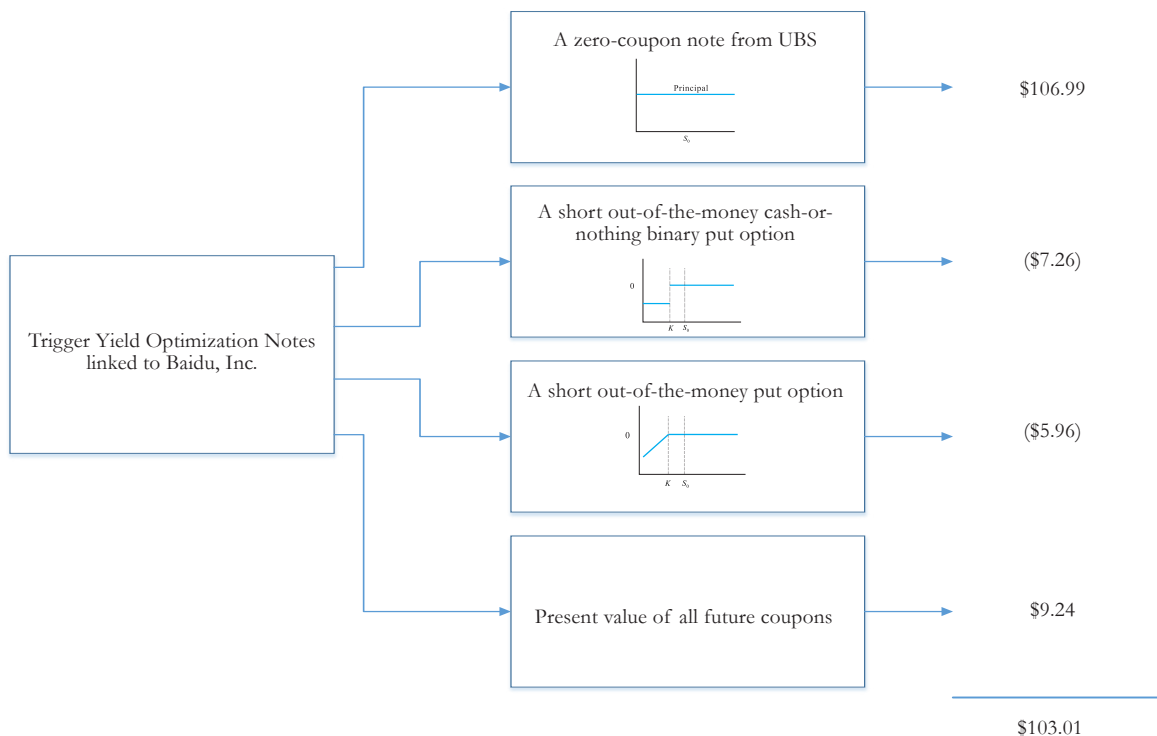 A zero-coupon note from UBS
Principal
S0
$106.99
A short out-of-the-money cash-or-
nothing binary put option
0
K
S0
($7.26)
Trigger Yield Optimization Notes
linked to Baidu, Inc.
A short out-of-the-money put option
0
K
S0
($5.96)
Present value of all future coupons
$9.24
$103.01